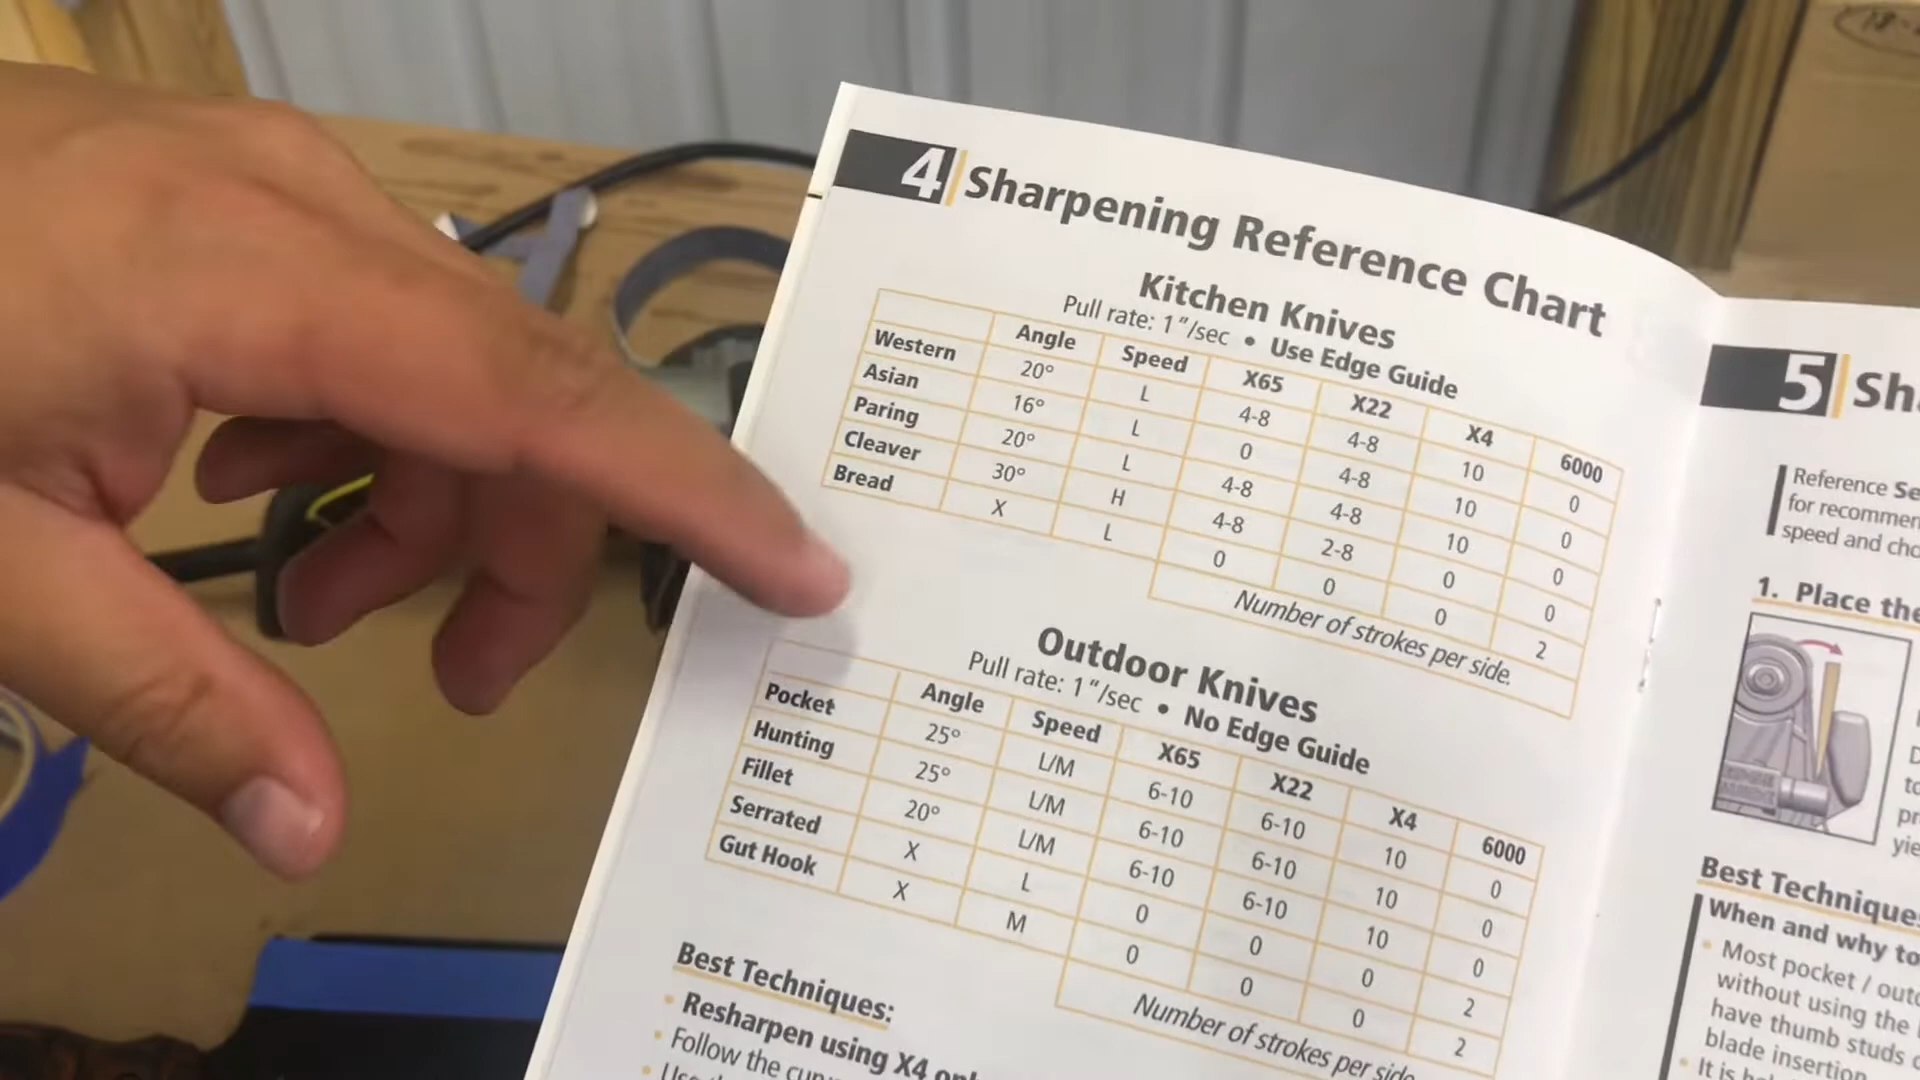 4 Sharpening Reference Chart
Kitchen Knives
Pull rate: 1"/sec • Use Edge Guide
Angle Speed X65 X22 X4 6000
Western 20° L 4-8 4-8 10 0
Asian 16° L 0 4-8 10 0
Paring 20° L 4-8 4-8 10 0
Cleaver 30° H 4-8 2-8 0 0
Bread X L 0 0 0 2
Number of strokes per side.
Outdoor Knives
Pull rate: 1"/sec • No Edge Guide
Angle Speed X65 X22 X4 6000
Pocket 25° L/M 6-10 6-10 10 0
Hunting 25° L/M 6-10 6-10 10 0
Fillet 20° L/M 6-10 6-10 10 0
Serrated X L 0 0 0 2
Gut Hook X M 0 0 0 2
Number of strokes per side
Best Techniques:
• Resharpen using X4
• Follow the
5
Reference
for
speed and
1. Place the
Best Techniques
When and why to
• Most pocket /
without using the
have thumb studs
blade insertion
• It is